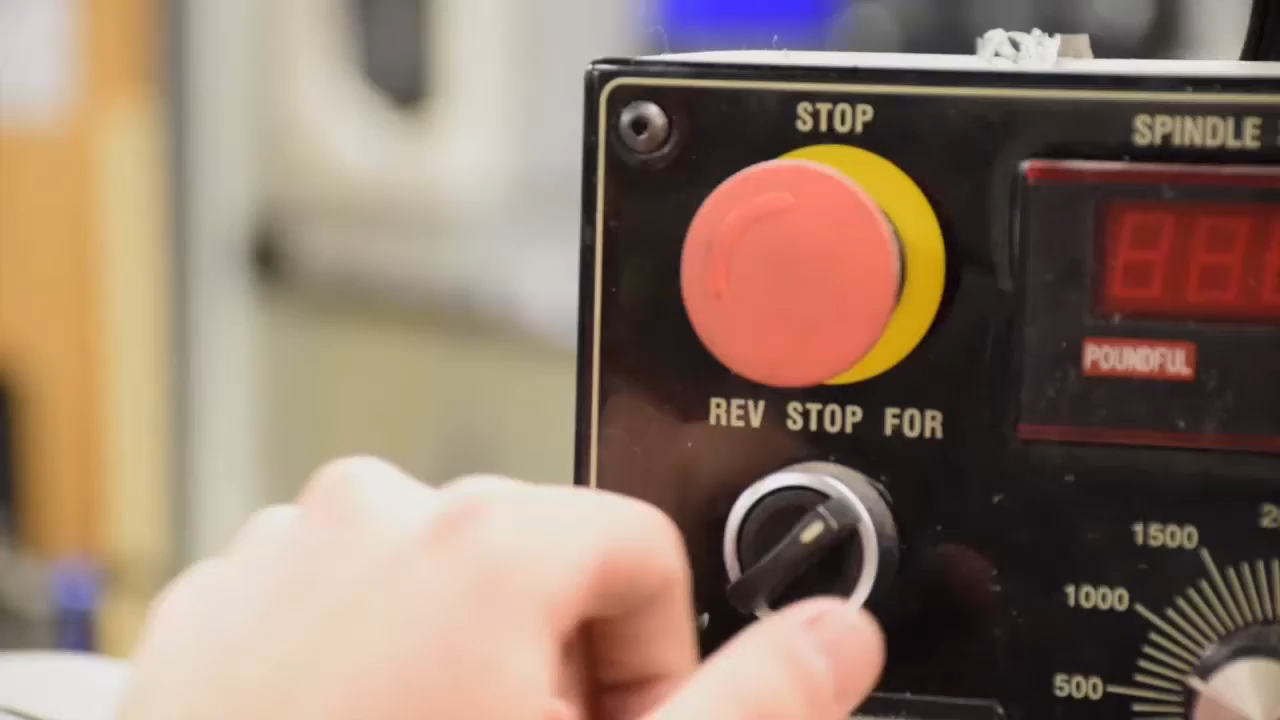 STOP
SPINDLE
POUNDFUL
REV STOP FOR
1500
1000
500